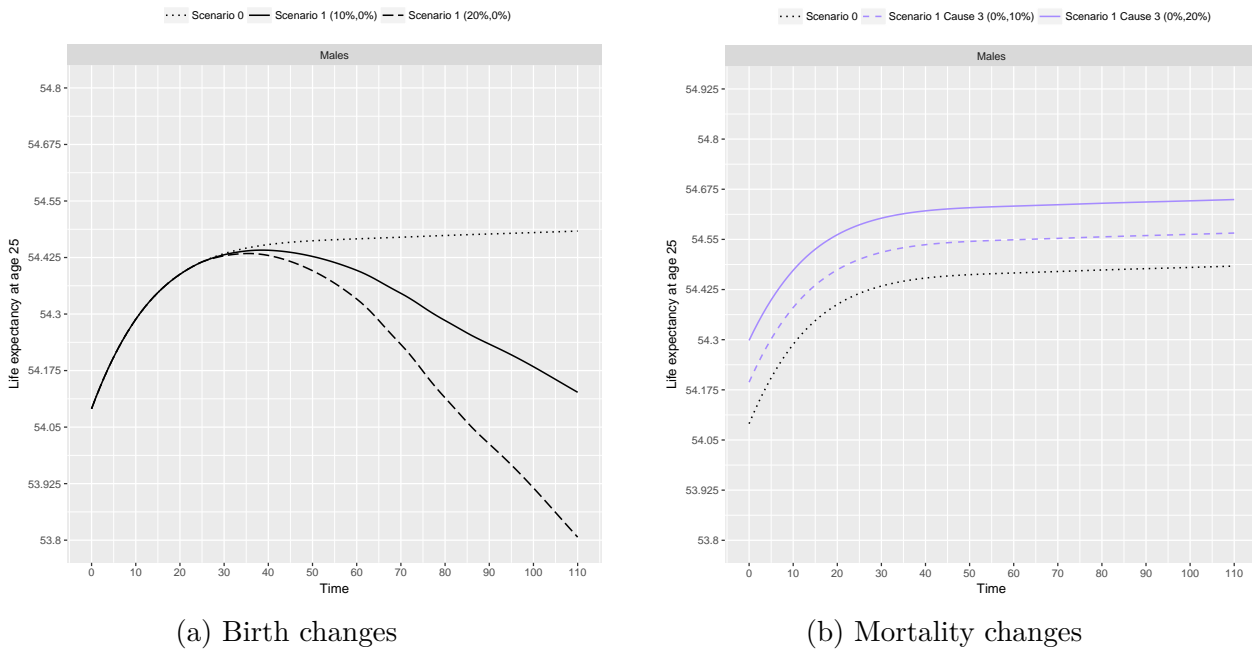 Scenario 0 Scenario 1 (10%,0%) Scenario 1 (20%,0%)
Males
54.8
54.675
54.55
54.425
54.3
54.175
54.05
53.925
53.8
Life expectancy at age 25
0 10 20 30 40 50 60 70 80 90 100 110
Time
(a) Birth changes
Scenario 0 Scenario 1 Cause 3 (0%,10%) Scenario 1 Cause 3 (0%,20%)
Males
54.925
54.8
54.675
54.55
54.425
54.3
54.175
54.05
53.925
53.8
Life expectancy at age 25
0 10 20 30 40 50 60 70 80 90 100 110
Time
(b) Mortality changes